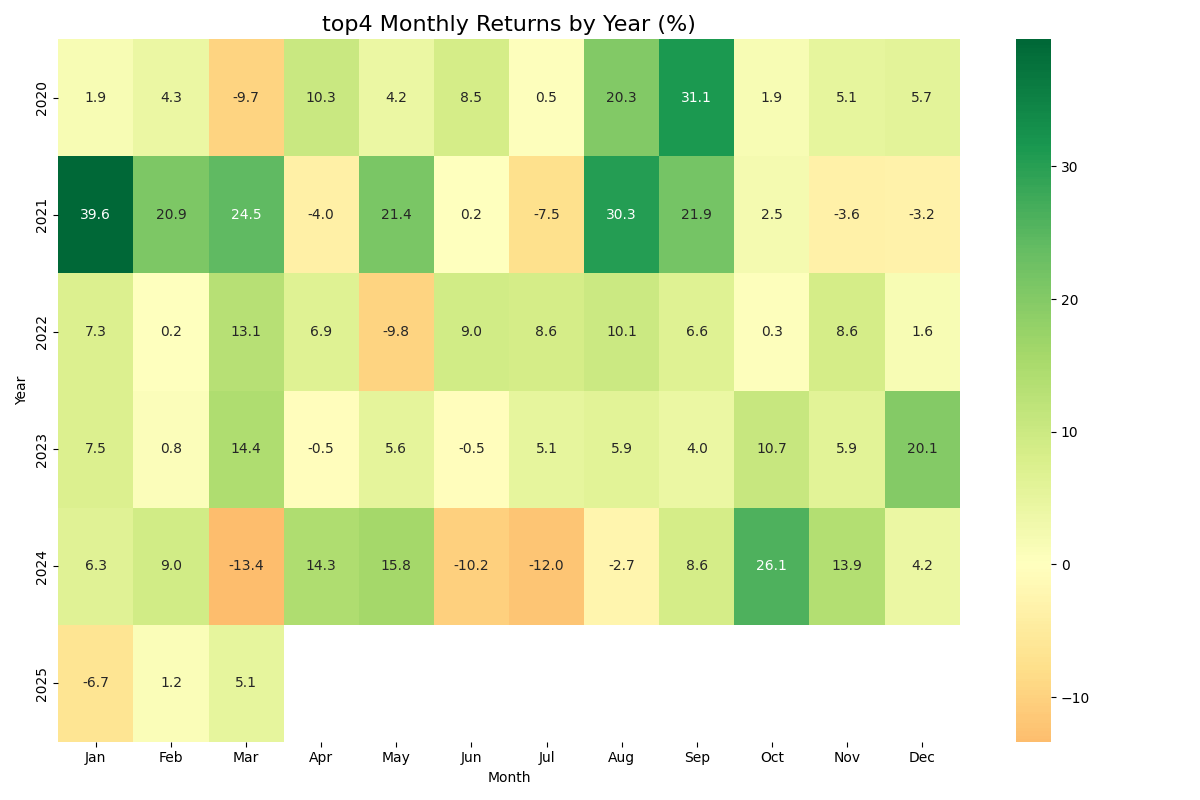 top4 Monthly Returns by Year (%)
2020 1.9 4.3 -9.7 10.3 4.2 8.5 0.5 20.3 31.1 1.9 5.1 5.7
2021 39.6 20.9 24.5 -4.0 21.4 0.2 -7.5 30.3 21.9 2.5 -3.6 -3.2
2022 7.3 0.2 13.1 6.9 -9.8 9.0 8.6 10.1 6.6 0.3 8.6 1.6
2023 7.5 0.8 14.4 -0.5 5.6 -0.5 5.1 5.9 4.0 10.7 5.9 20.1
2024 6.3 9.0 -13.4 14.3 15.8 -10.2 -12.0 -2.7 8.6 26.1 13.9 4.2
2025 -6.7 1.2 5.1
Year
Jan Feb Mar Apr May Jun Jul Aug Sep Oct Nov Dec
Month
30
20
10
0
−10